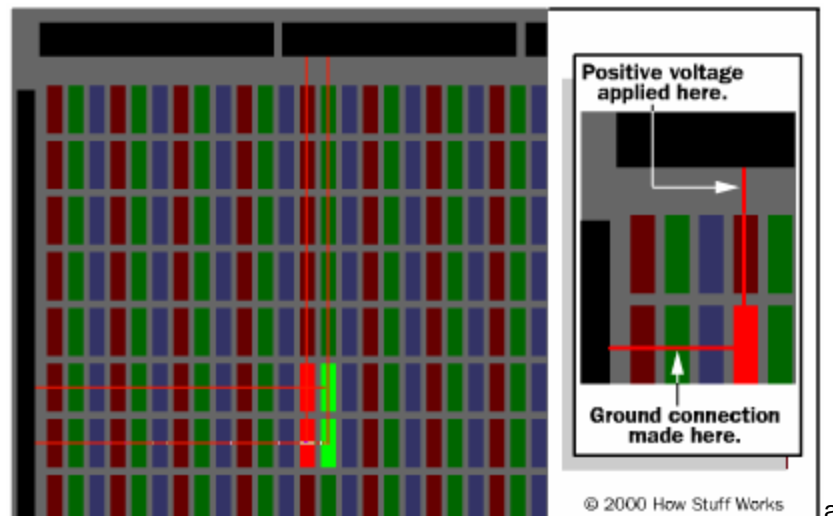 Positive voltage
applied here.
Ground connection
made here.
© 2000 How Stuff Works
a